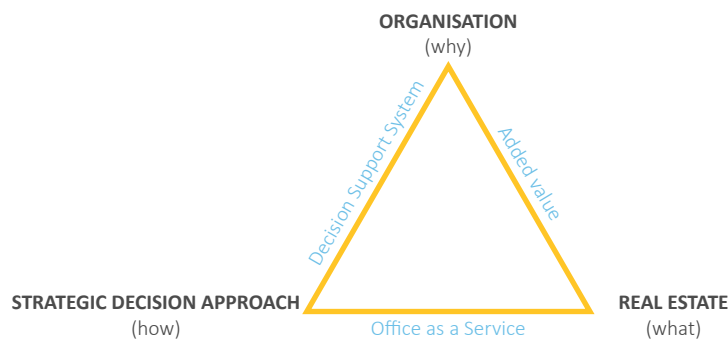 ORGANISATION
(why)
Decision Support System
Added value
STRATEGIC DECISION APPROACH
(how)
Office as a Service
REAL ESTATE
(what)